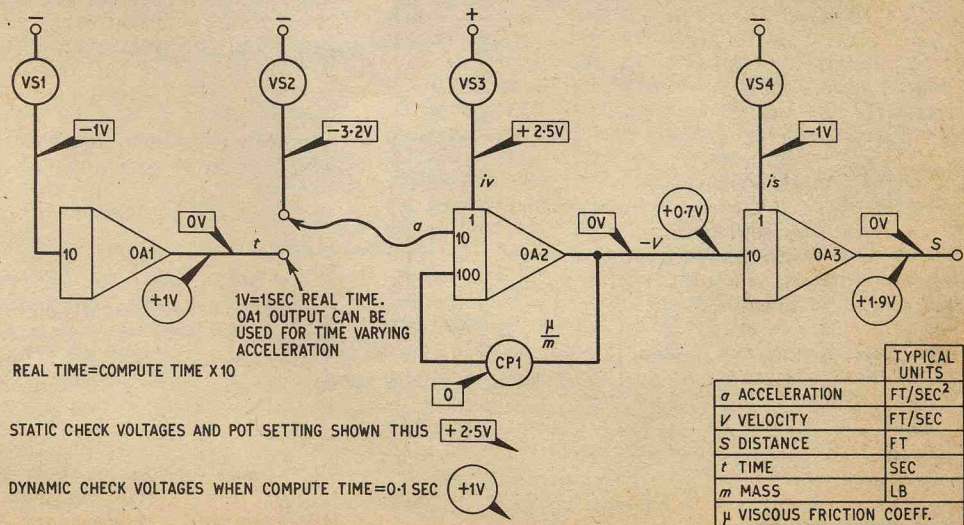 −
−
+
−
VS1
VS2
VS3
VS4
−1V
−3·2V
+2·5V
−1V
iv
is
10
OA1
0V
t
+1V
a
1
10
100
OA2
0V
−V
+0·7V
1
10
OA3
0V
S
+1·9V
1V=1SEC REAL TIME.
OA1 OUTPUT CAN BE
USED FOR TIME VARYING
ACCELERATION
μ/m
CP1
0
REAL TIME=COMPUTE TIME X 10
STATIC CHECK VOLTAGES AND POT SETTING SHOWN THUS +2·5V
DYNAMIC CHECK VOLTAGES WHEN COMPUTE TIME=0·1 SEC +1V
TYPICAL
UNITS
a ACCELERATION FT/SEC²
V VELOCITY FT/SEC
S DISTANCE FT
t TIME SEC
m MASS LB
μ VISCOUS FRICTION COEFF.